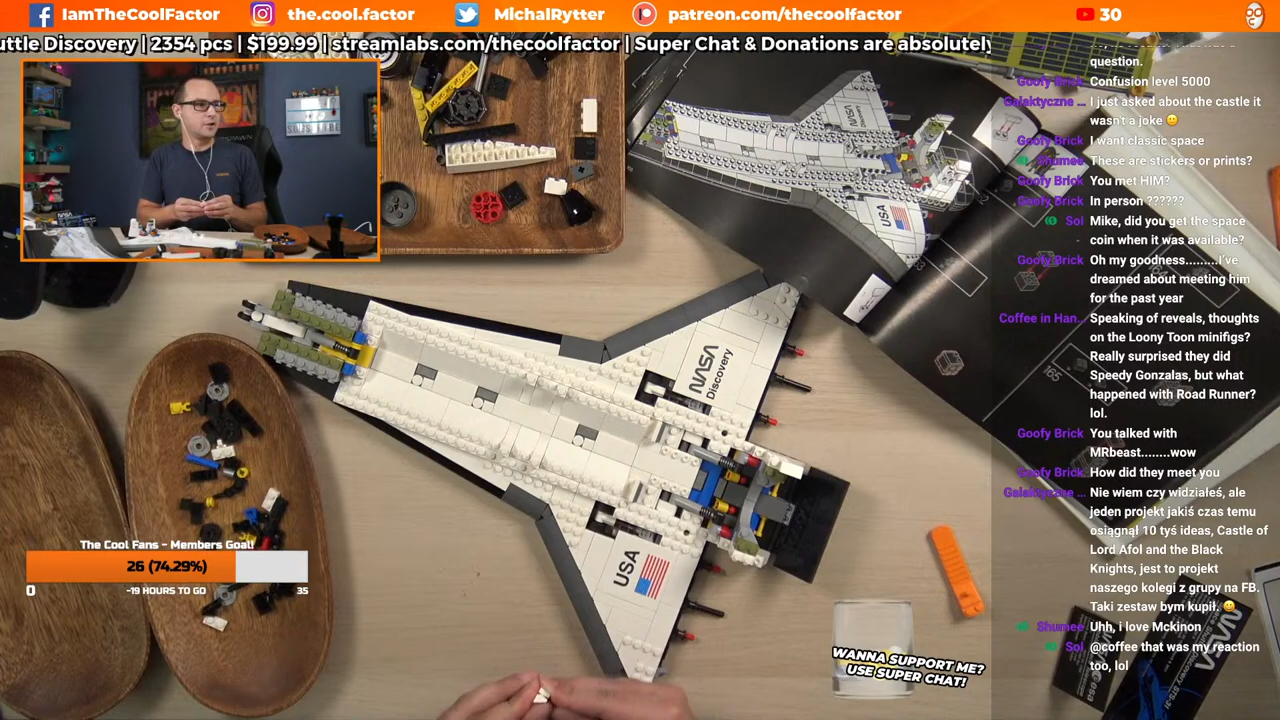 IamTheCoolFactor
the.cool.factor
MichalRytter
patreon.com/thecoolfactor
30
uttle Discovery | 2354 pcs | $199.99 | streamlabs.com/thecoolfactor | Super Chat & Donations are absolutely
question.
Goofy Brick Confusion level 5000
Galaktyczne ... I just asked about the castle it
wasn't a joke
Goofy Brick I want classic space
Shumee These are stickers or prints?
Goofy Brick You met HIM?
Goofy Brick In person ??????
Sol Mike, did you get the space
coin when it was available?
Goofy Brick Oh my goodness.........I've
dreamed about meeting him
for the past year
Coffee in Han... Speaking of reveals, thoughts
on the Loony Toon minifigs?
Really surprised they did
Speedy Gonzalas, but what
happened with Road Runner?
lol.
Goofy Brick You talked with
MRbeast........wow
Goofy Brick How did they meet you
Galaktyczne ... Nie wiem czy widziałeś, ale
jeden projekt jakiś czas temu
osiągnął 10 tyś ideas, Castle of
Lord Afol and the Black
Knights, jest to projekt
naszego kolegi z grupy na FB.
Taki zestaw bym kupił.
Shumee Uhh, i love Mckinon
Sol @coffee that was my reaction
too, lol
NASA
Discovery
USA
USA
165
NASA
The Cool Fans - Members Goal!
26 (74.29%)
0
~19 HOURS TO GO
35
WANNA SUPPORT ME?
USE SUPER CHAT!